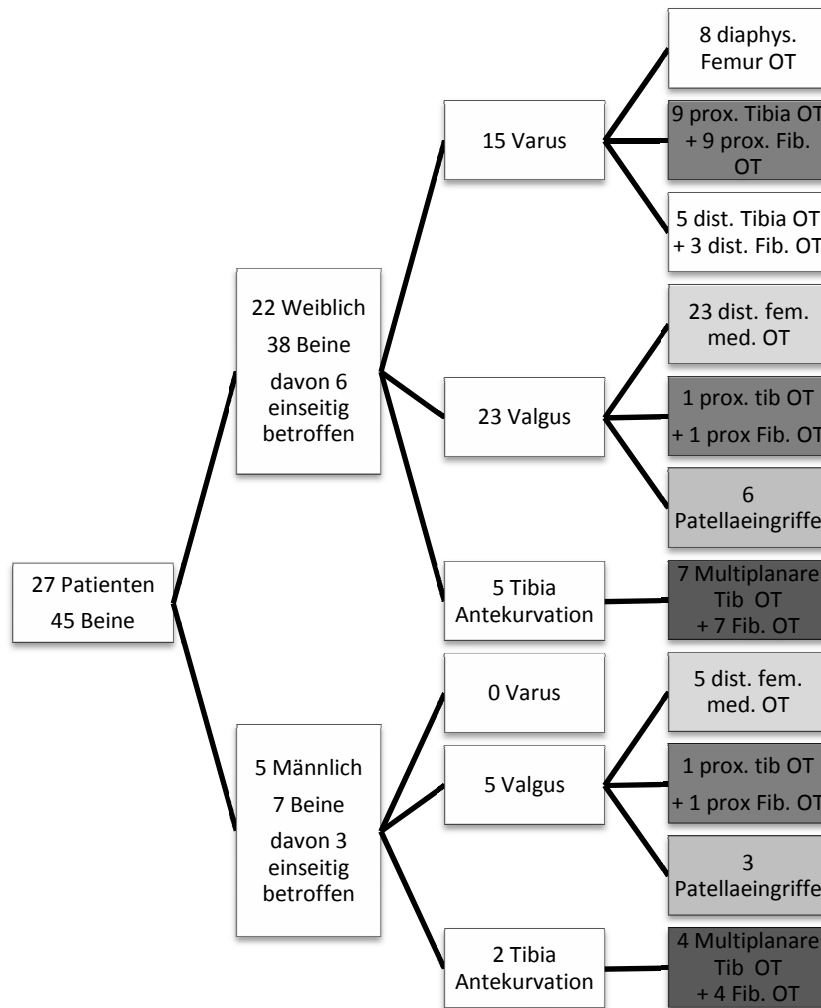 27 Patienten
45 Beine
22 Weiblich
38 Beine
davon 6
einseitig
betroffen
15 Varus
8 diaphys.
Femur OT
9 prox. Tibia OT
+ 9 prox. Fib.
OT
5 dist. Tibia OT
+ 3 dist. Fib. OT
23 Valgus
23 dist. fem.
med. OT
1 prox. tib OT
+ 1 prox Fib. OT
6
Patellaeingriffe
5 Tibia
Antekurvation
7 Multiplanare
Tib OT
+ 7 Fib. OT
5 Männlich
7 Beine
davon 3
einseitig
betroffen
0 Varus
5 Valgus
5 dist. fem.
med. OT
1 prox. tib OT
+ 1 prox Fib. OT
3
Patellaeingriffe
2 Tibia
Antekurvation
4 Multiplanare
Tib OT
+ 4 Fib. OT